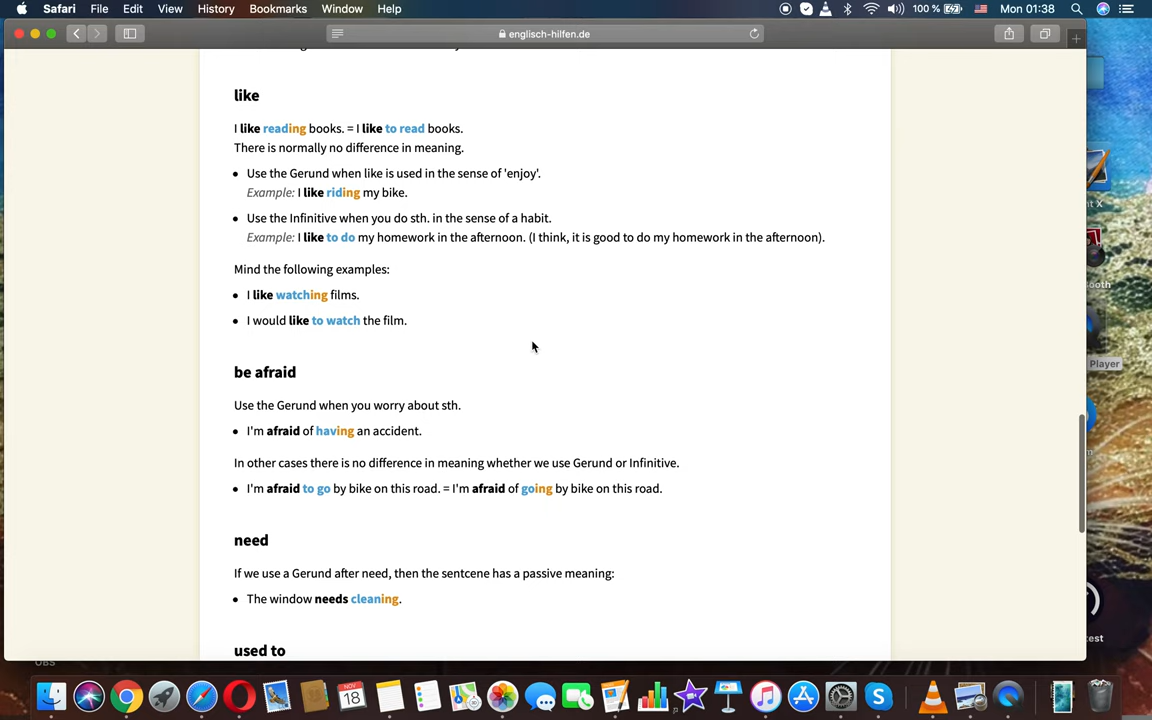 Safari File Edit View History Bookmarks Window Help 100 % Mon 01:38
englisch-hilfen.de
like
I like reading books. = I like to read books.
There is normally no difference in meaning.
• Use the Gerund when like is used in the sense of 'enjoy'.
Example: I like riding my bike.
• Use the Infinitive when you do sth. in the sense of a habit.
Example: I like to do my homework in the afternoon. (I think, it is good to do my homework in the afternoon).
Mind the following examples:
• I like watching films.
• I would like to watch the film.
be afraid
Use the Gerund when you worry about sth.
• I'm afraid of having an accident.
In other cases there is no difference in meaning whether we use Gerund or Infinitive.
• I'm afraid to go by bike on this road. = I'm afraid of going by bike on this road.
need
If we use a Gerund after need, then the sentcene has a passive meaning:
• The window needs cleaning.
used to
nt X
ooth
Player
test
OBS
NOV
18